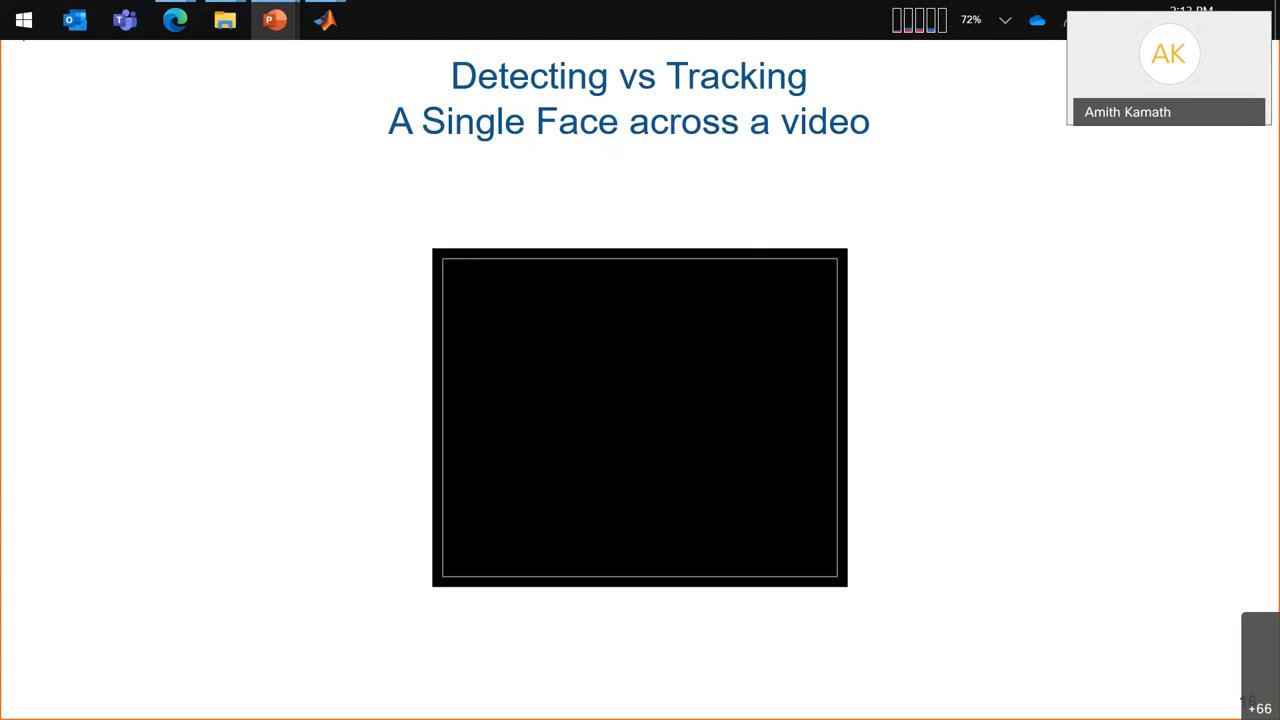 72%
AK
Amith Kamath
Detecting vs Tracking
A Single Face across a video
+66